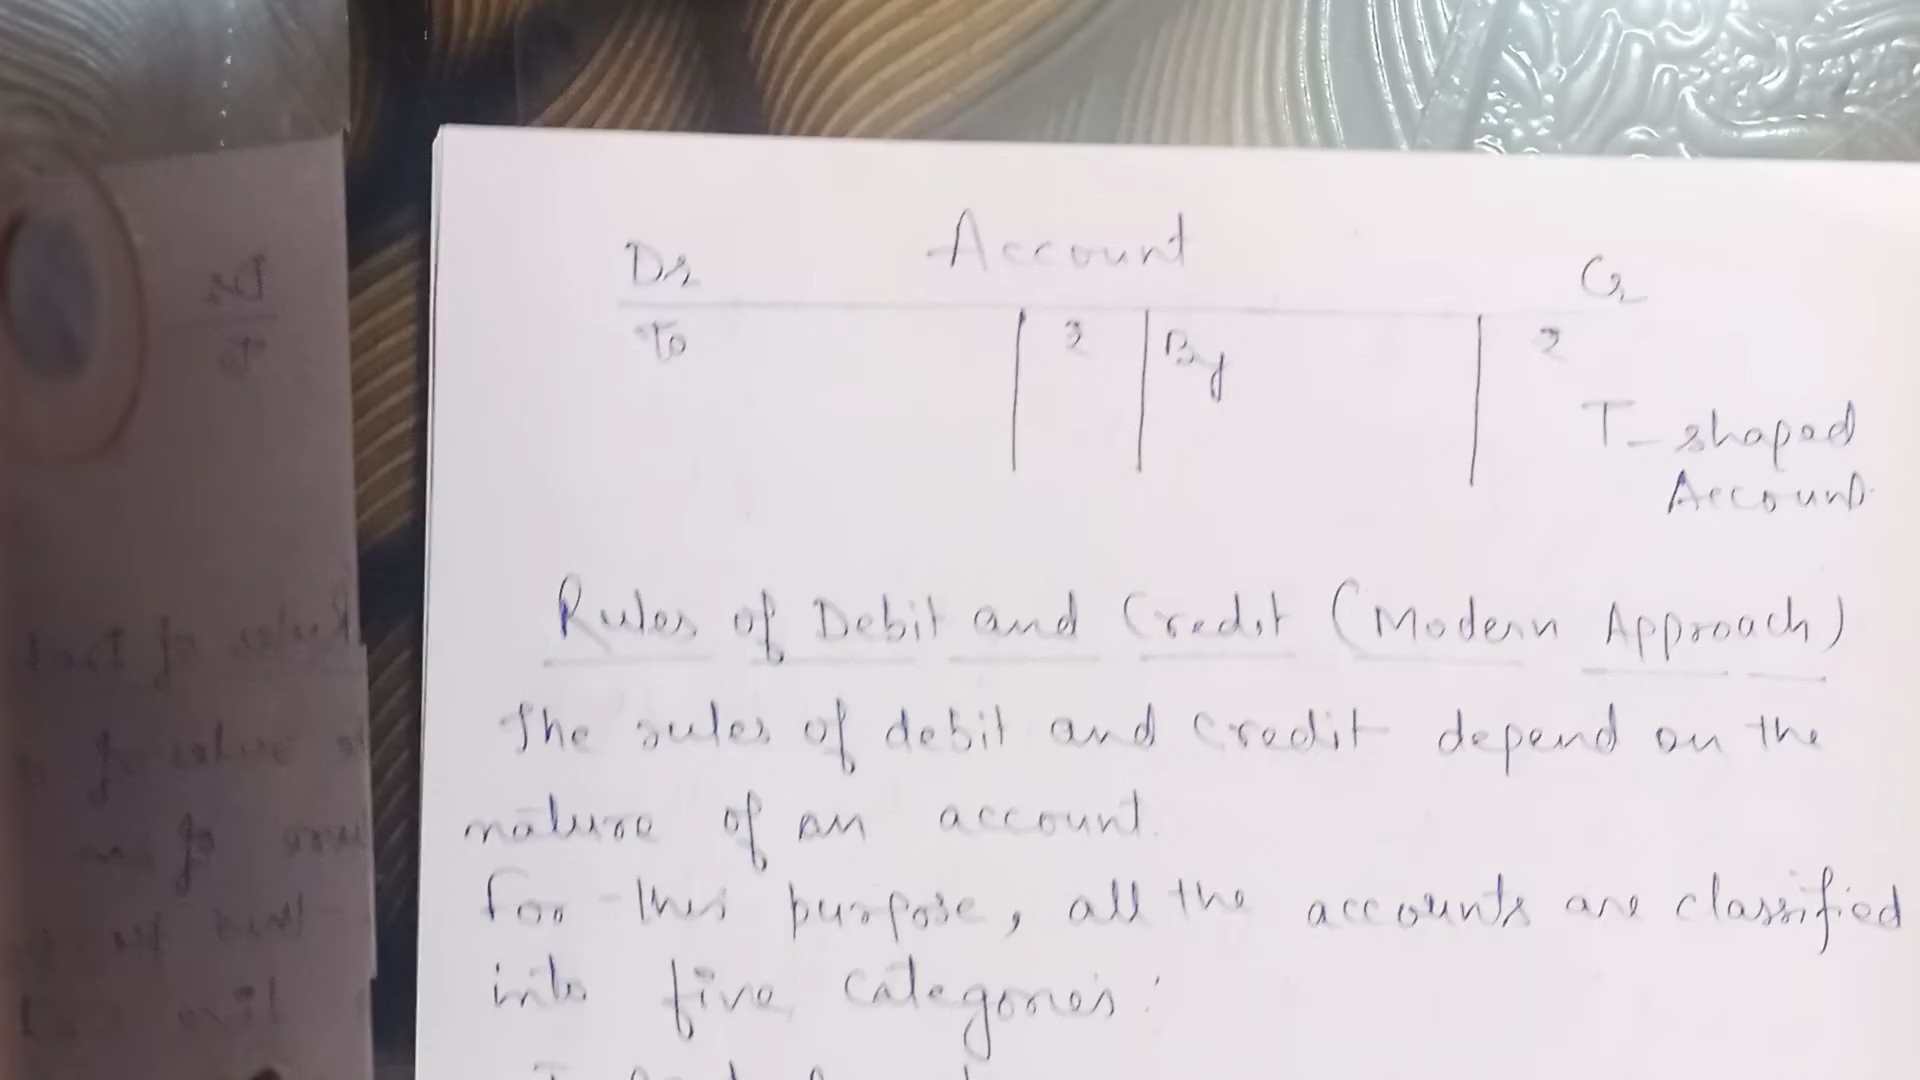 Dr Account Cr
To ₹ By ₹
T-shaped
Account
Rules of Debit and Credit (Modern Approach)
The rules of debit and credit depend on the
nature of an account.
For this purpose, all the accounts are classified
into five categories: